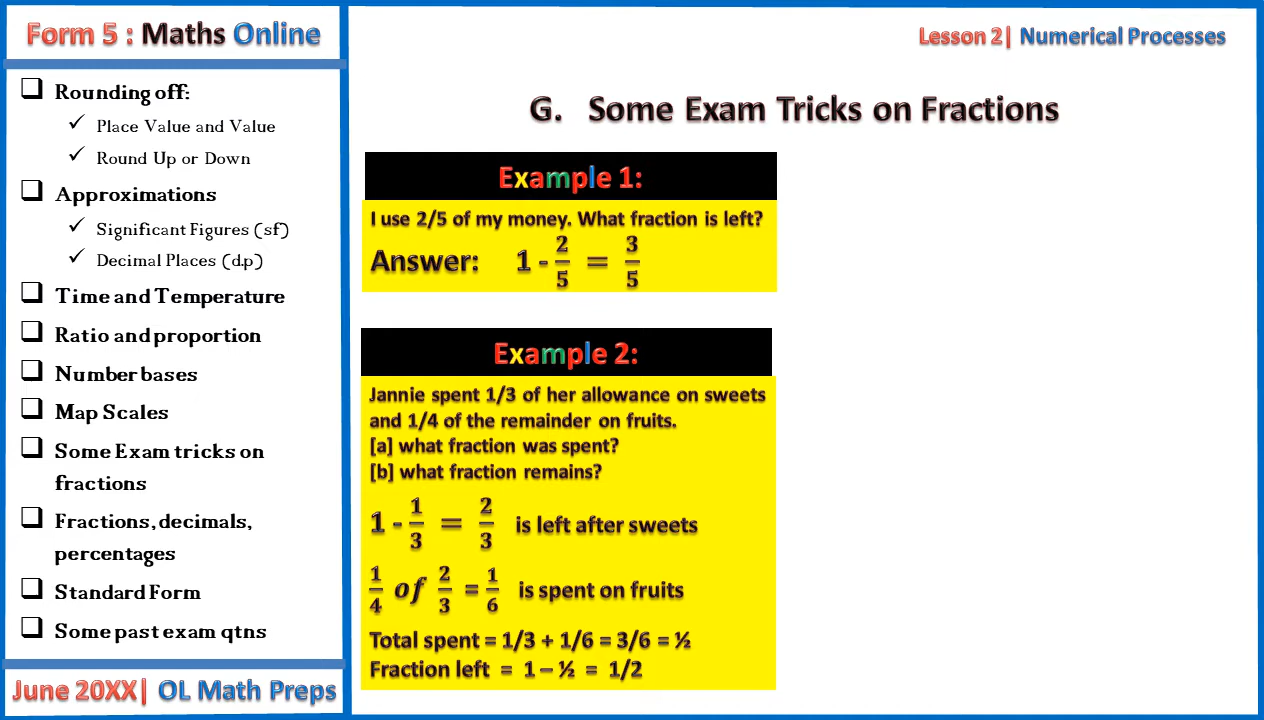 Form 5 : Maths Online
Rounding off:
Place Value and Value
Round Up or Down
Approximations
Significant Figures (sf)
Decimal Places (d.p)
Time and Temperature
Ratio and proportion
Number bases
Map Scales
Some Exam tricks on
fractions
Fractions, decimals,
percentages
Standard Form
Some past exam qtns
June 20XX| OL Math Preps
Lesson 2| Numerical Processes
G. Some Exam Tricks on Fractions
Example 1:
I use 2/5 of my money. What fraction is left?
Answer: 1 - 2/5 = 3/5
Example 2:
Jannie spent 1/3 of her allowance on sweets
and 1/4 of the remainder on fruits.
[a] what fraction was spent?
[b] what fraction remains?
1 - 1/3 = 2/3 is left after sweets
1/4 of 2/3 = 1/6 is spent on fruits
Total spent = 1/3 + 1/6 = 3/6 = ½
Fraction left = 1 – ½ = 1/2